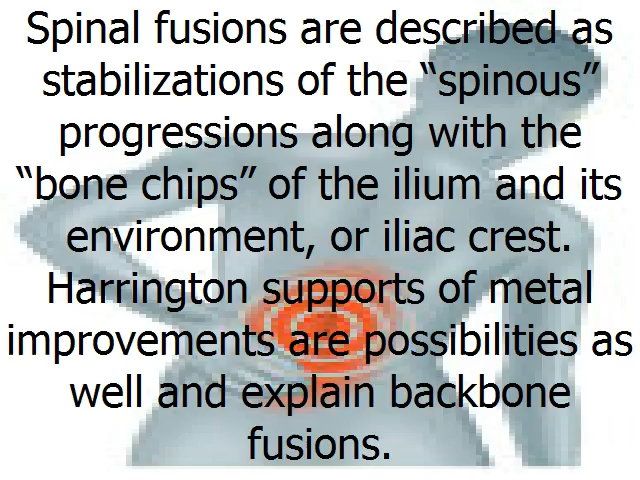 Spinal fusions are described as
stabilizations of the “spinous”
progressions along with the
“bone chips” of the ilium and its
environment, or iliac crest.
Harrington supports of metal
improvements are possibilities as
well and explain backbone
fusions.